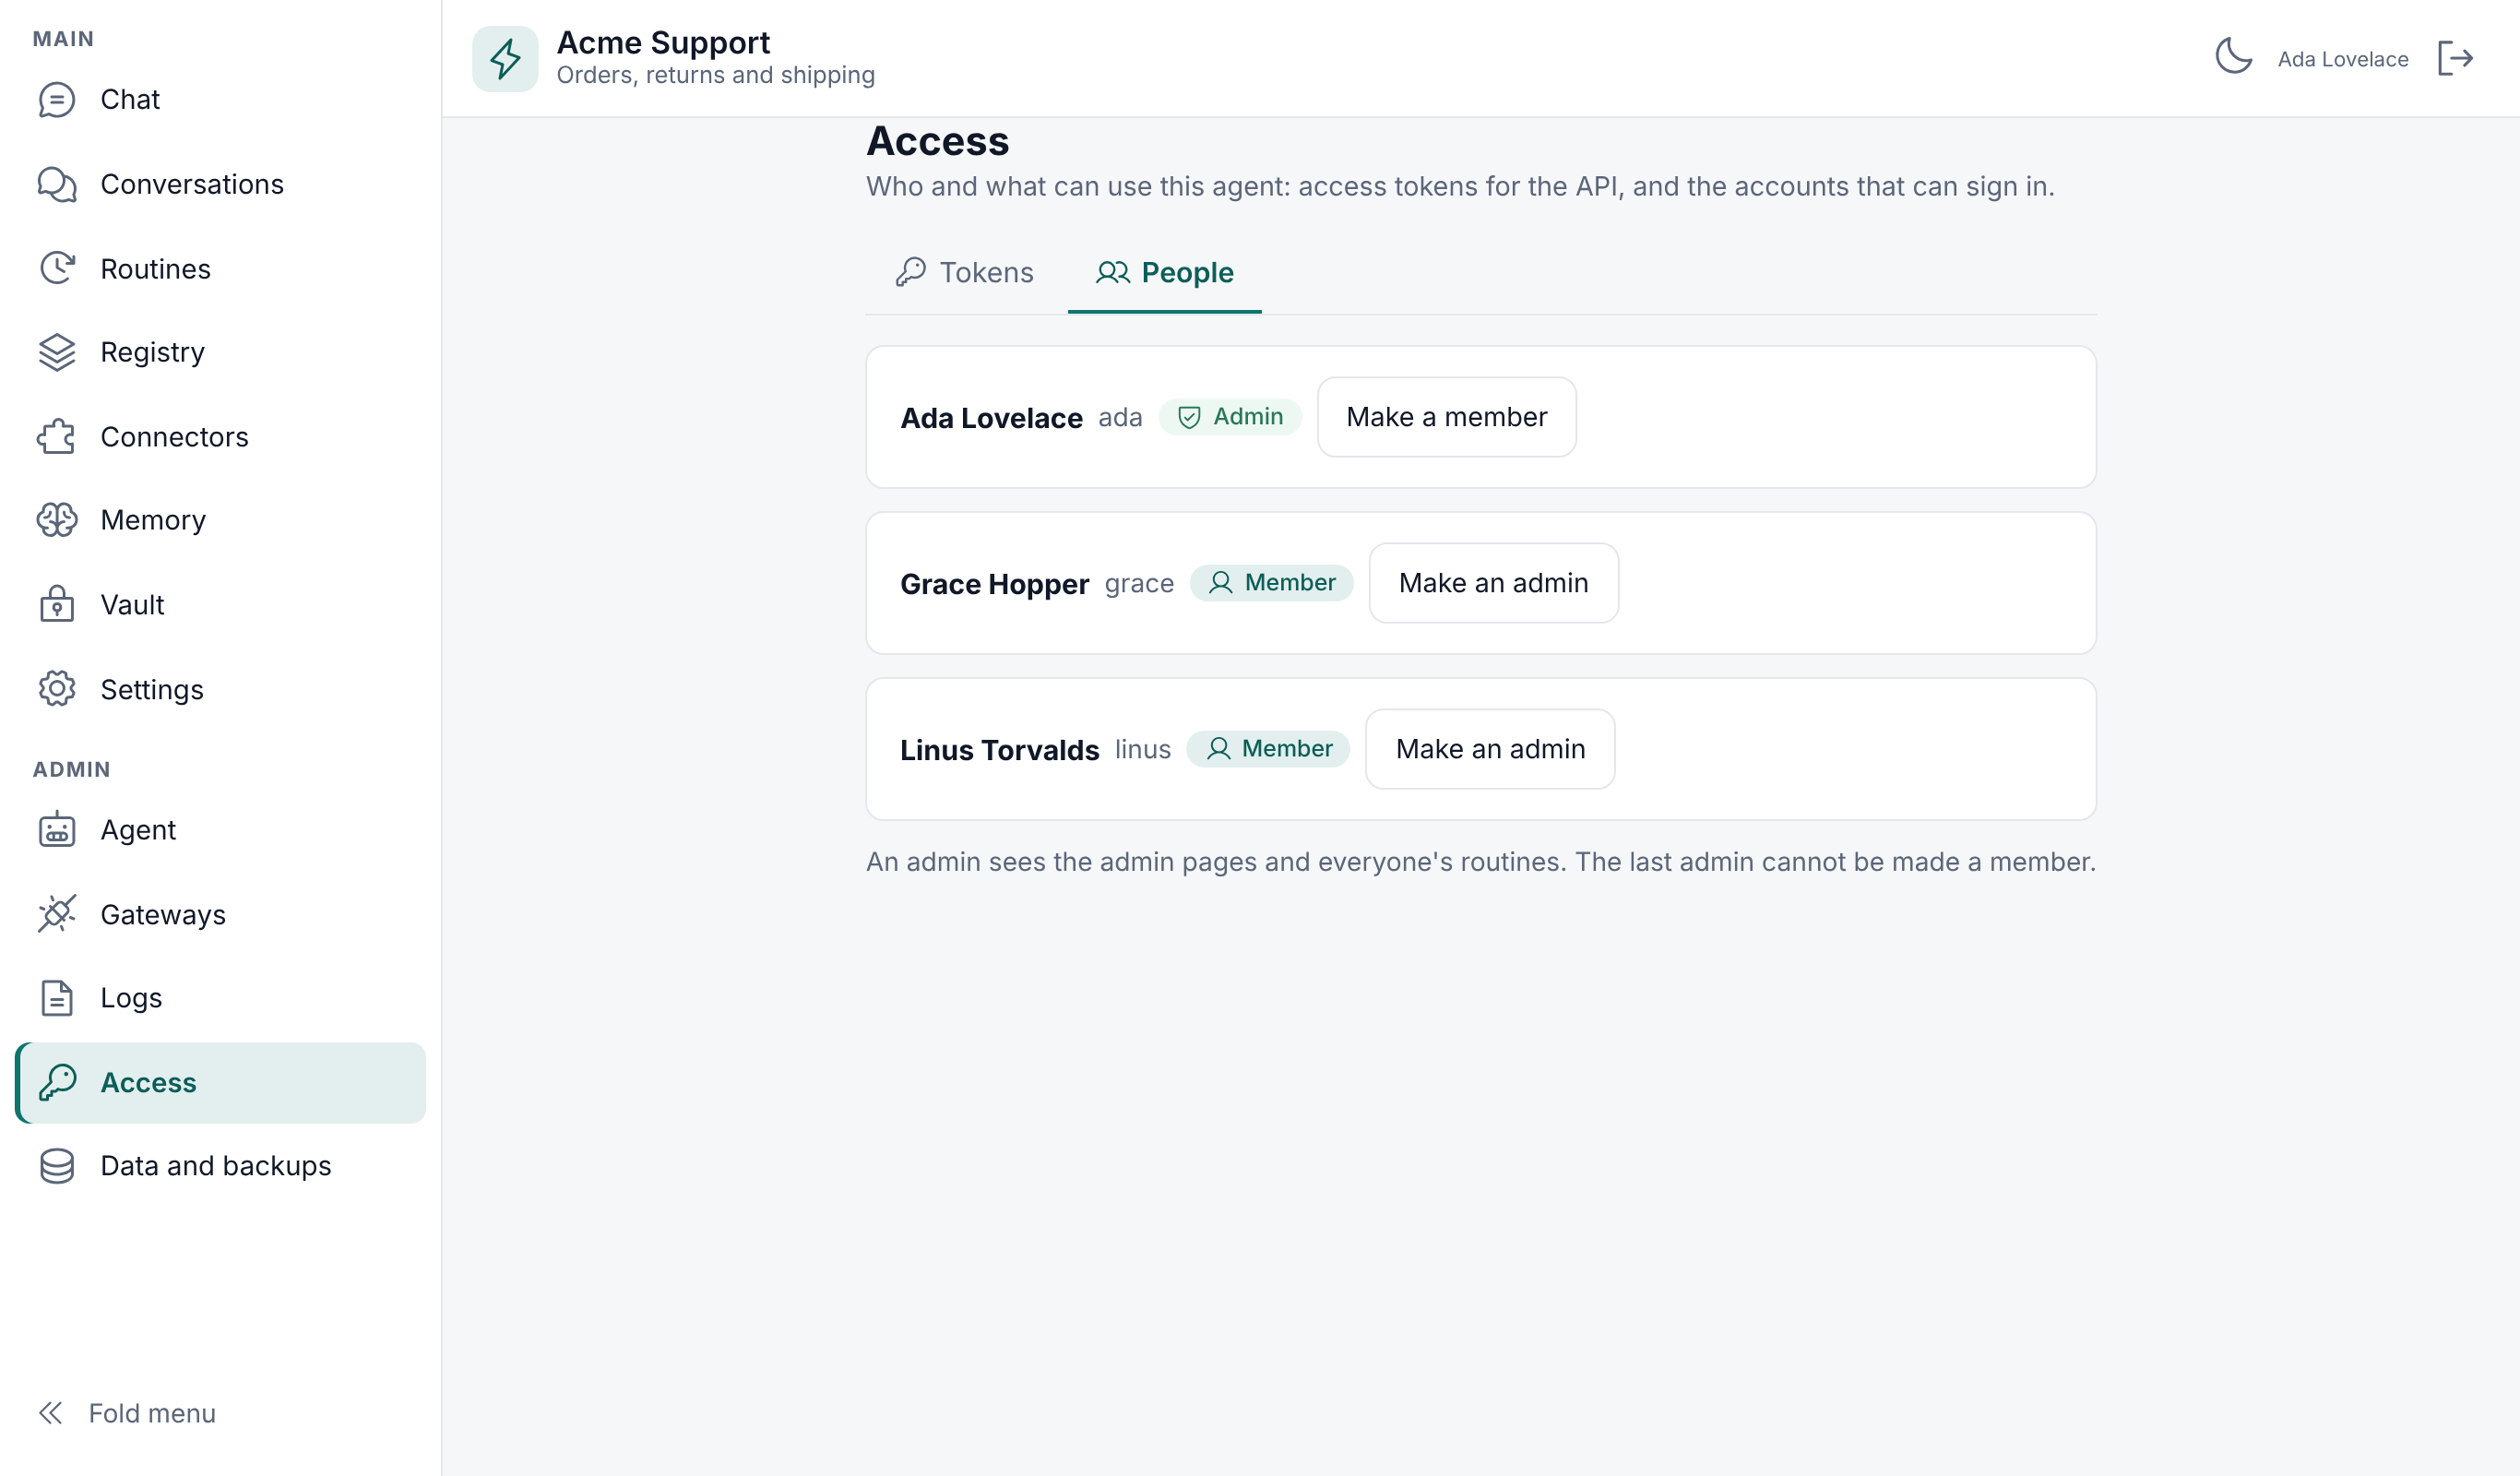 MAIN
Chat
Conversations
Routines
Registry
Connectors
Memory
Vault
Settings
ADMIN
Agent
Gateways
Logs
Access
Data and backups
Fold menu
Acme Support
Orders, returns and shipping
Ada Lovelace
Access
Who and what can use this agent: access tokens for the API, and the accounts that can sign in.
Tokens People
Ada Lovelace ada Admin Make a member
Grace Hopper grace Member Make an admin
Linus Torvalds linus Member Make an admin
An admin sees the admin pages and everyone's routines. The last admin cannot be made a member.